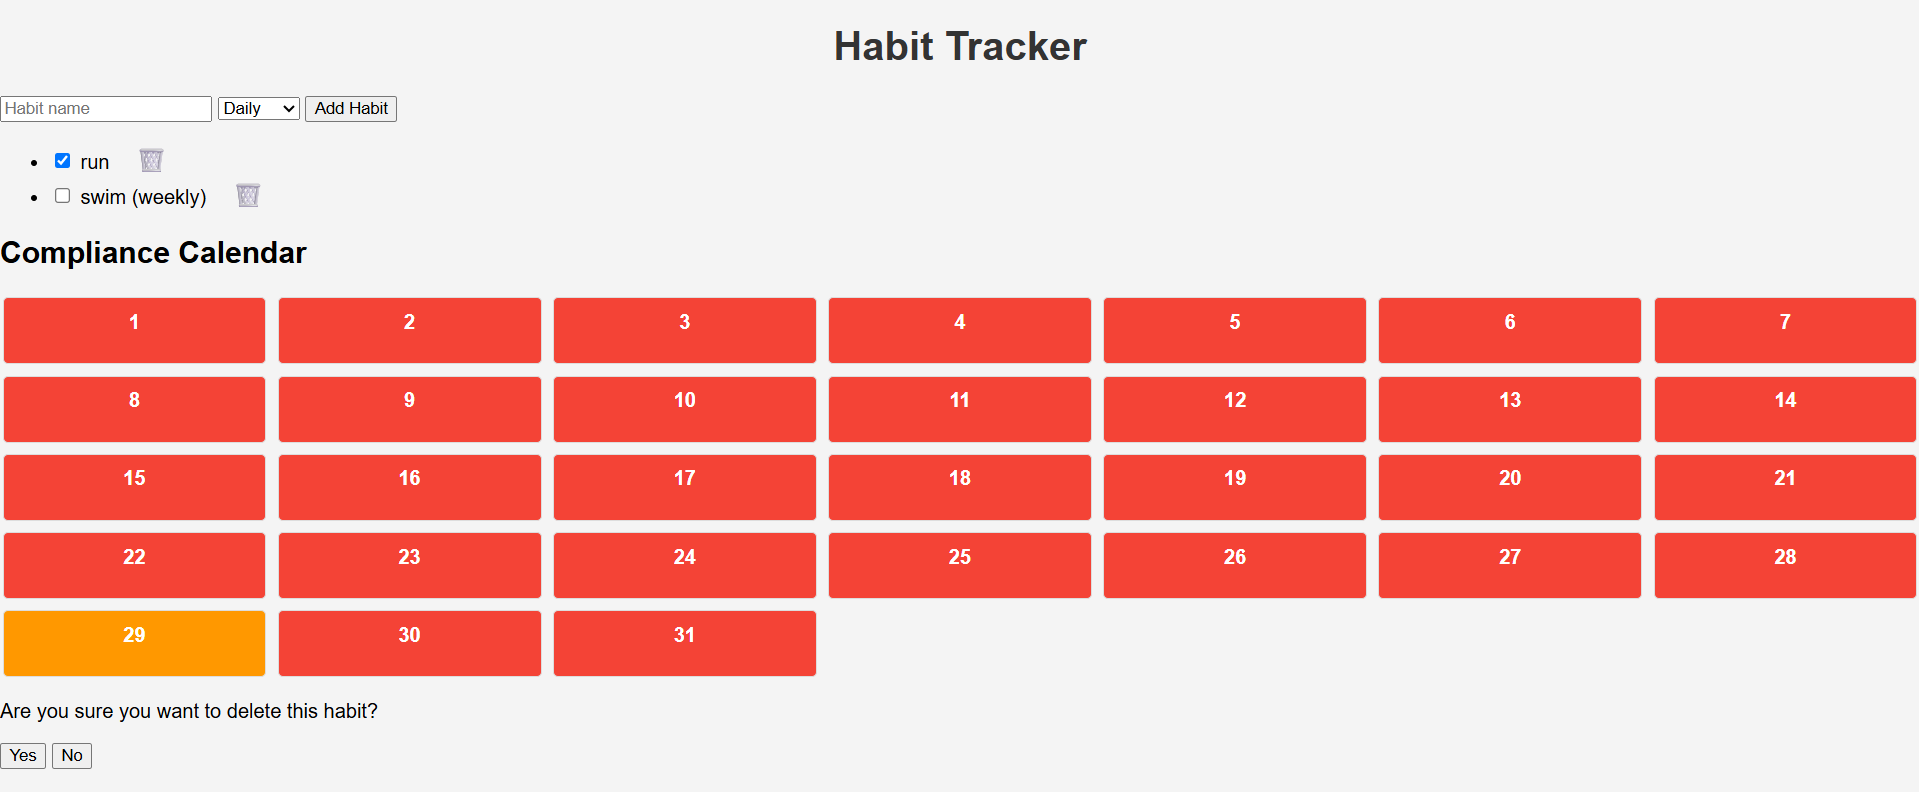 Habit Tracker
Habit name Daily Add Habit
run
swim (weekly)
Compliance Calendar
1 2 3 4 5 6 7
8 9 10 11 12 13 14
15 16 17 18 19 20 21
22 23 24 25 26 27 28
29 30 31
Are you sure you want to delete this habit?
Yes No